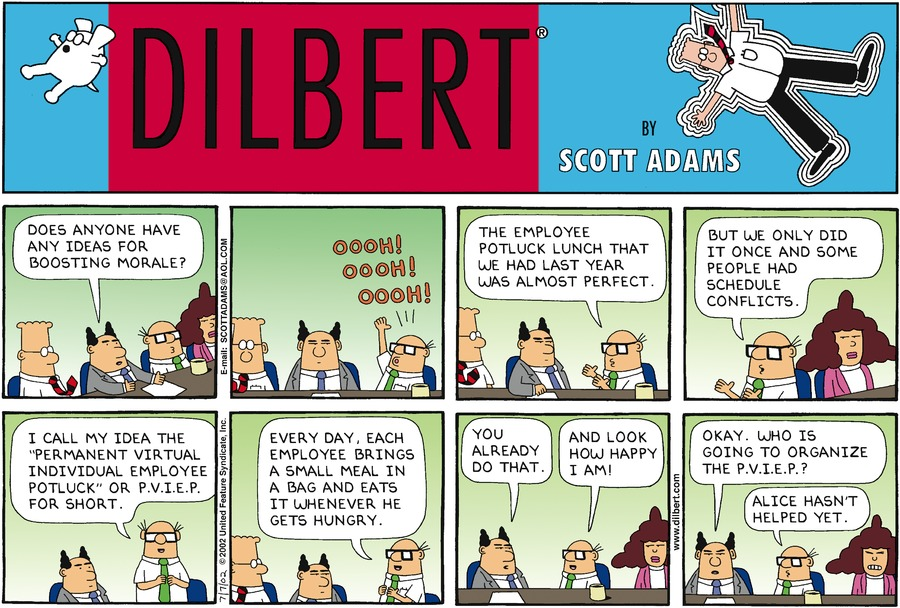 DILBERT®
BY
SCOTT ADAMS
DOES ANYONE HAVE
ANY IDEAS FOR
BOOSTING MORALE?
E-mail: SCOTTADAMS@AOL.COM
OOOH!
OOOH!
OOOH!
THE EMPLOYEE
POTLUCK LUNCH THAT
WE HAD LAST YEAR
WAS ALMOST PERFECT.
BUT WE ONLY DID
IT ONCE AND SOME
PEOPLE HAD
SCHEDULE
CONFLICTS.
I CALL MY IDEA THE
"PERMANENT VIRTUAL
INDIVIDUAL EMPLOYEE
POTLUCK" OR P.V.I.E.P.
FOR SHORT.
7/7/02 © 2002 United Feature Syndicate, Inc.
EVERY DAY, EACH
EMPLOYEE BRINGS
A SMALL MEAL IN
A BAG AND EATS
IT WHENEVER HE
GETS HUNGRY.
YOU
ALREADY
DO THAT.
AND LOOK
HOW HAPPY
I AM!
www.dilbert.com
OKAY. WHO IS
GOING TO ORGANIZE
THE P.V.I.E.P.?
ALICE HASN'T
HELPED YET.